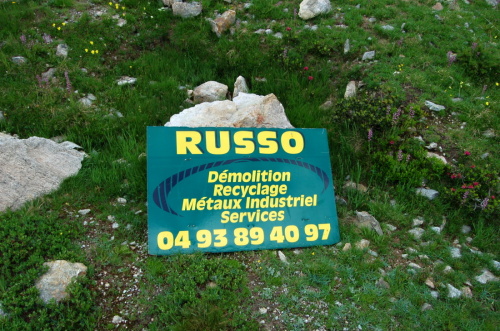 RUSSO
Démolition
Recyclage
Métaux Industriel
Services
04 93 89 40 97